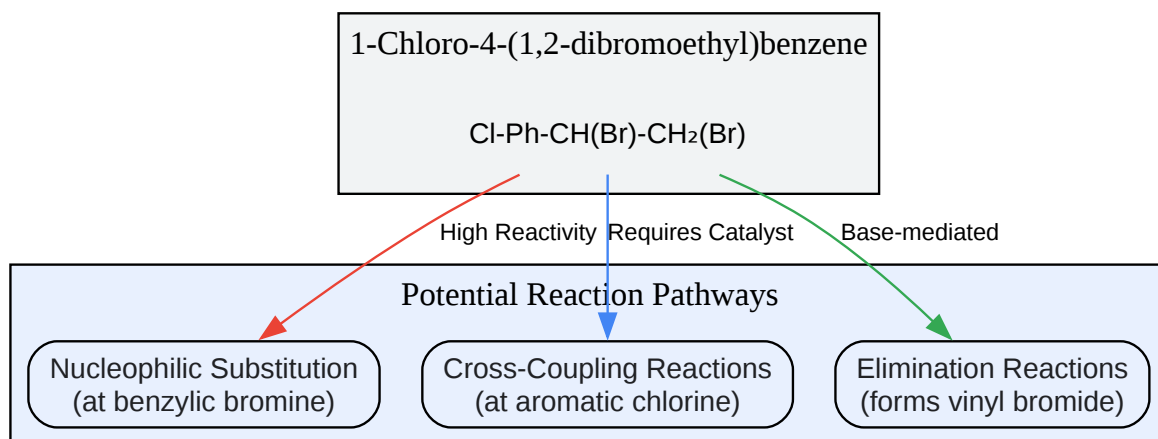 1-Chloro-4-(1,2-dibromoethyl)benzene
Cl-Ph-CH(Br)-CH₂(Br)
High Reactivity
Requires Catalyst
Base-mediated
Potential Reaction Pathways
Nucleophilic Substitution
(at benzylic bromine)
Cross-Coupling Reactions
(at aromatic chlorine)
Elimination Reactions
(forms vinyl bromide)